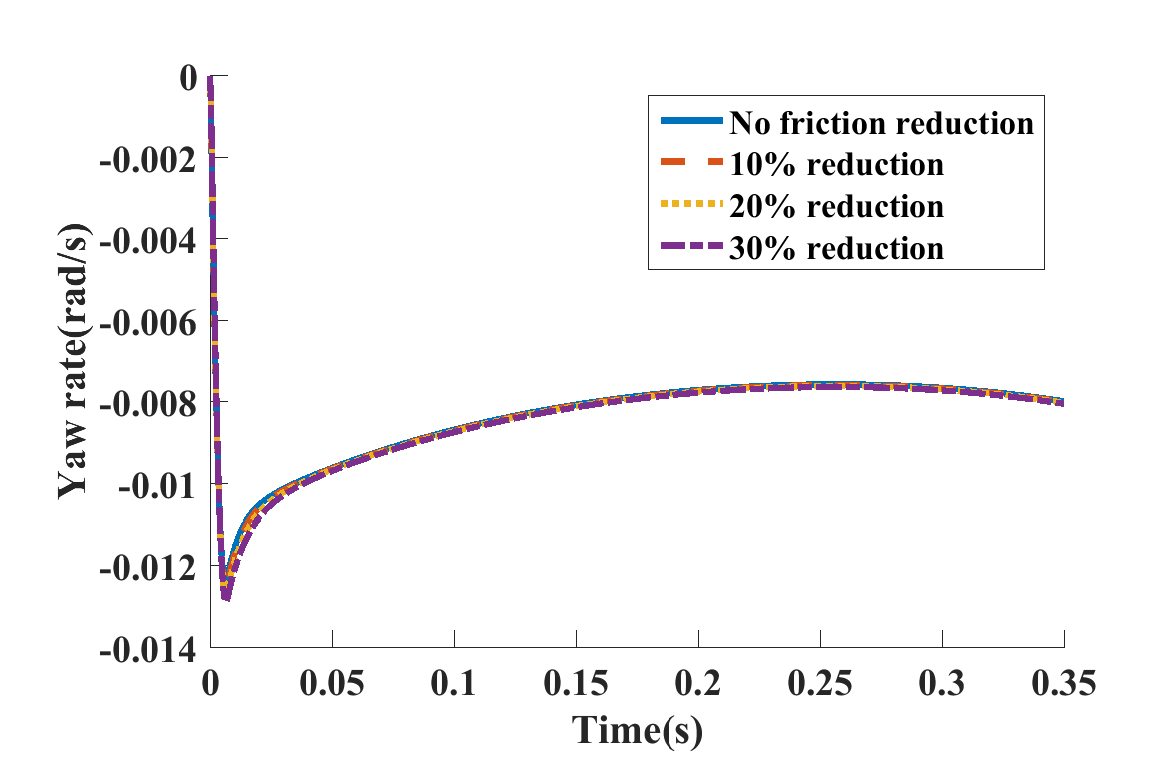 0
-0.002
-0.004
-0.006
-0.008
-0.01
-0.012
-0.014
Yaw rate(rad/s)
No friction reduction
10% reduction
20% reduction
30% reduction
0 0.05 0.1 0.15 0.2 0.25 0.3 0.35
Time(s)